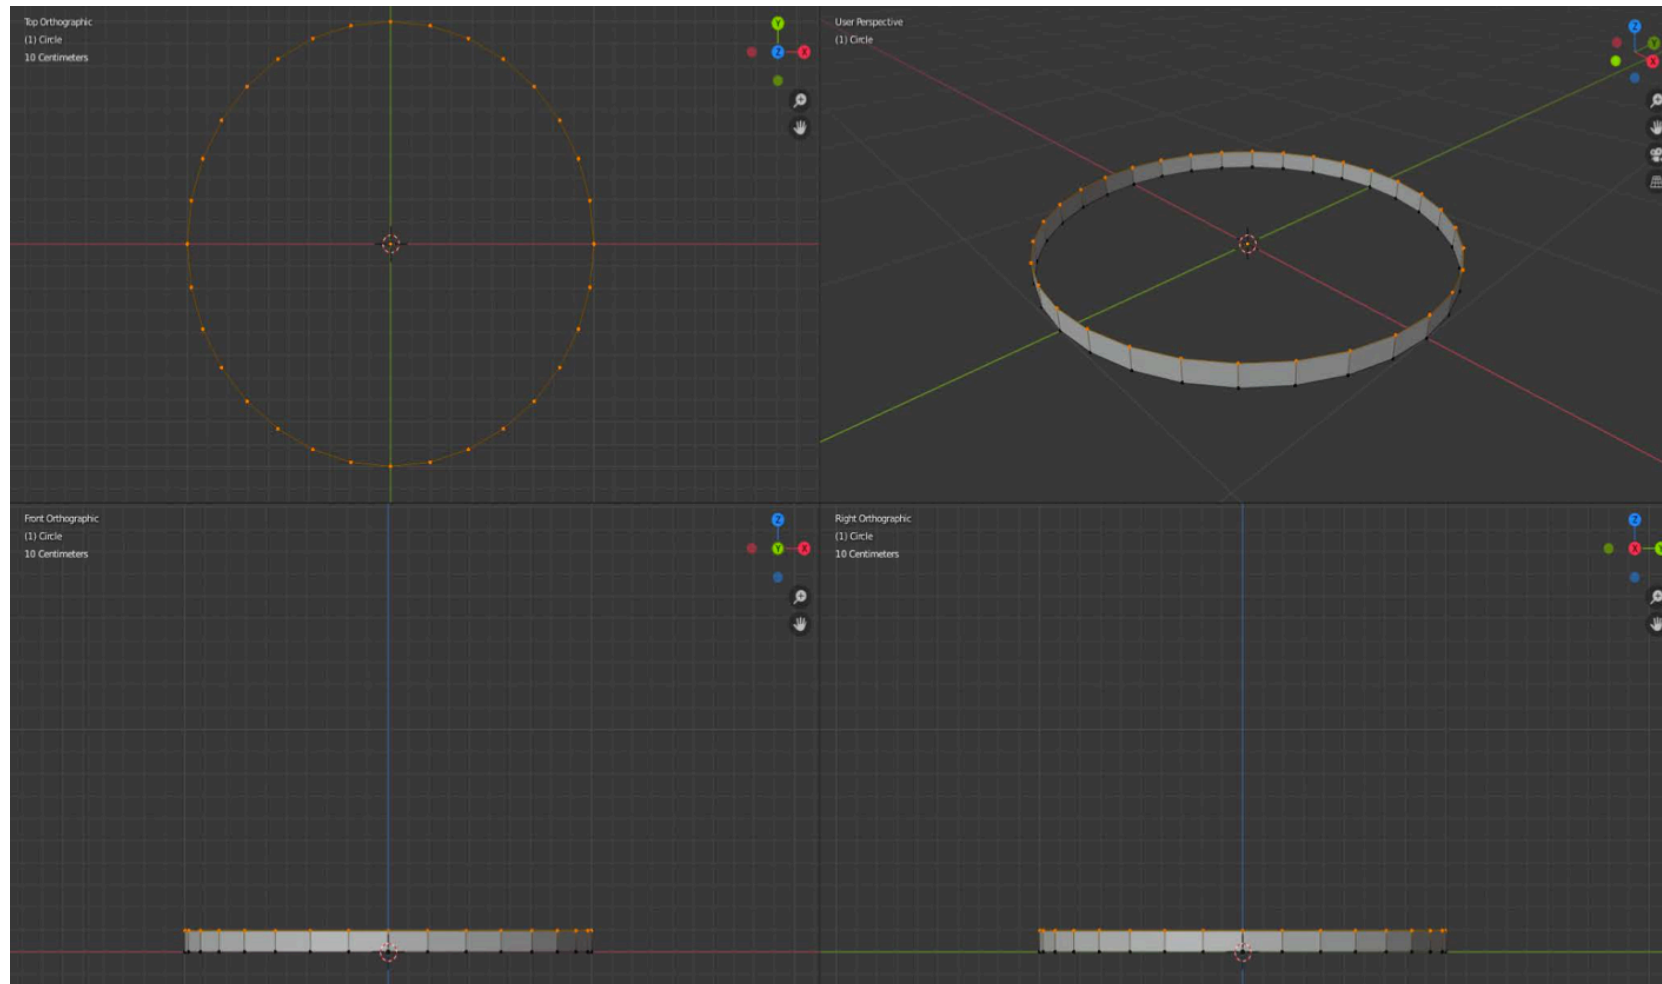 Top Orthographic
(1) Circle
10 Centimeters
Y
Z
X
User Perspective
(1) Circle
Z
Y
X
Front Orthographic
(1) Circle
10 Centimeters
Z
Y
X
Right Orthographic
(1) Circle
10 Centimeters
Z
X
Y